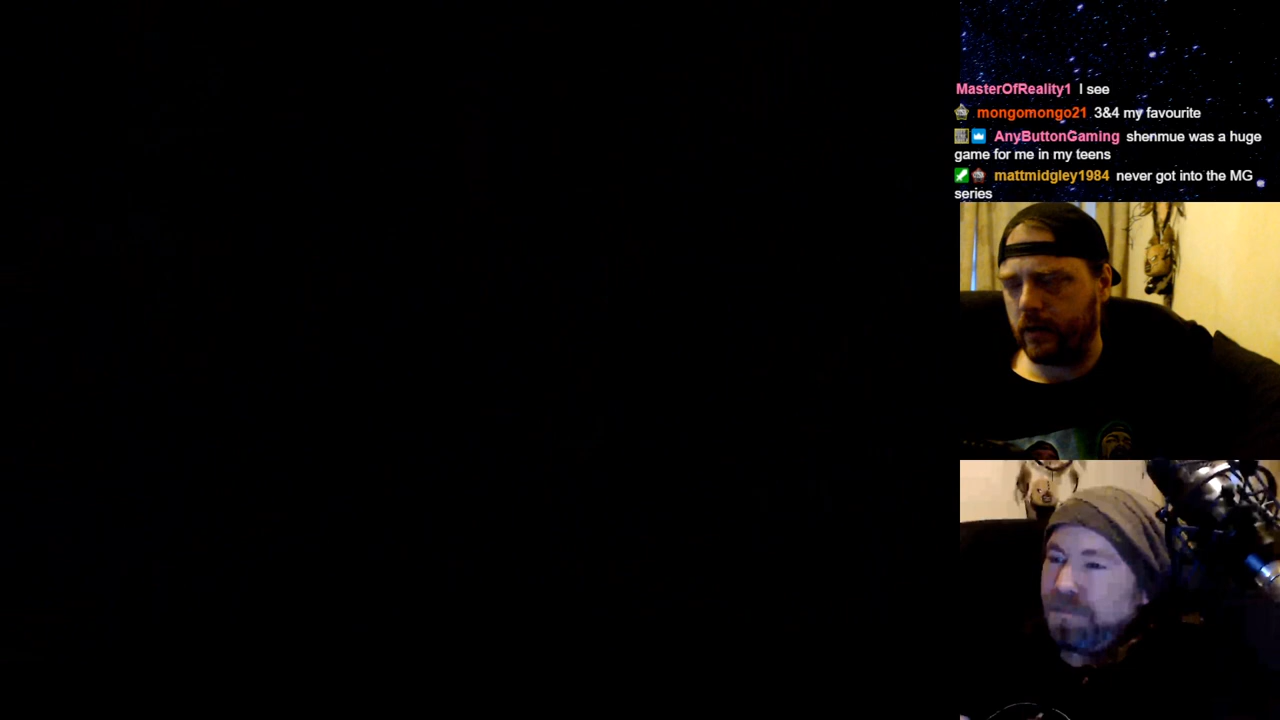 MasterOfReality1 I see
mongomongo21 3&4 my favourite
AnyButtonGaming shenmue was a huge
game for me in my teens
mattmidgley1984 never got into the MG
series